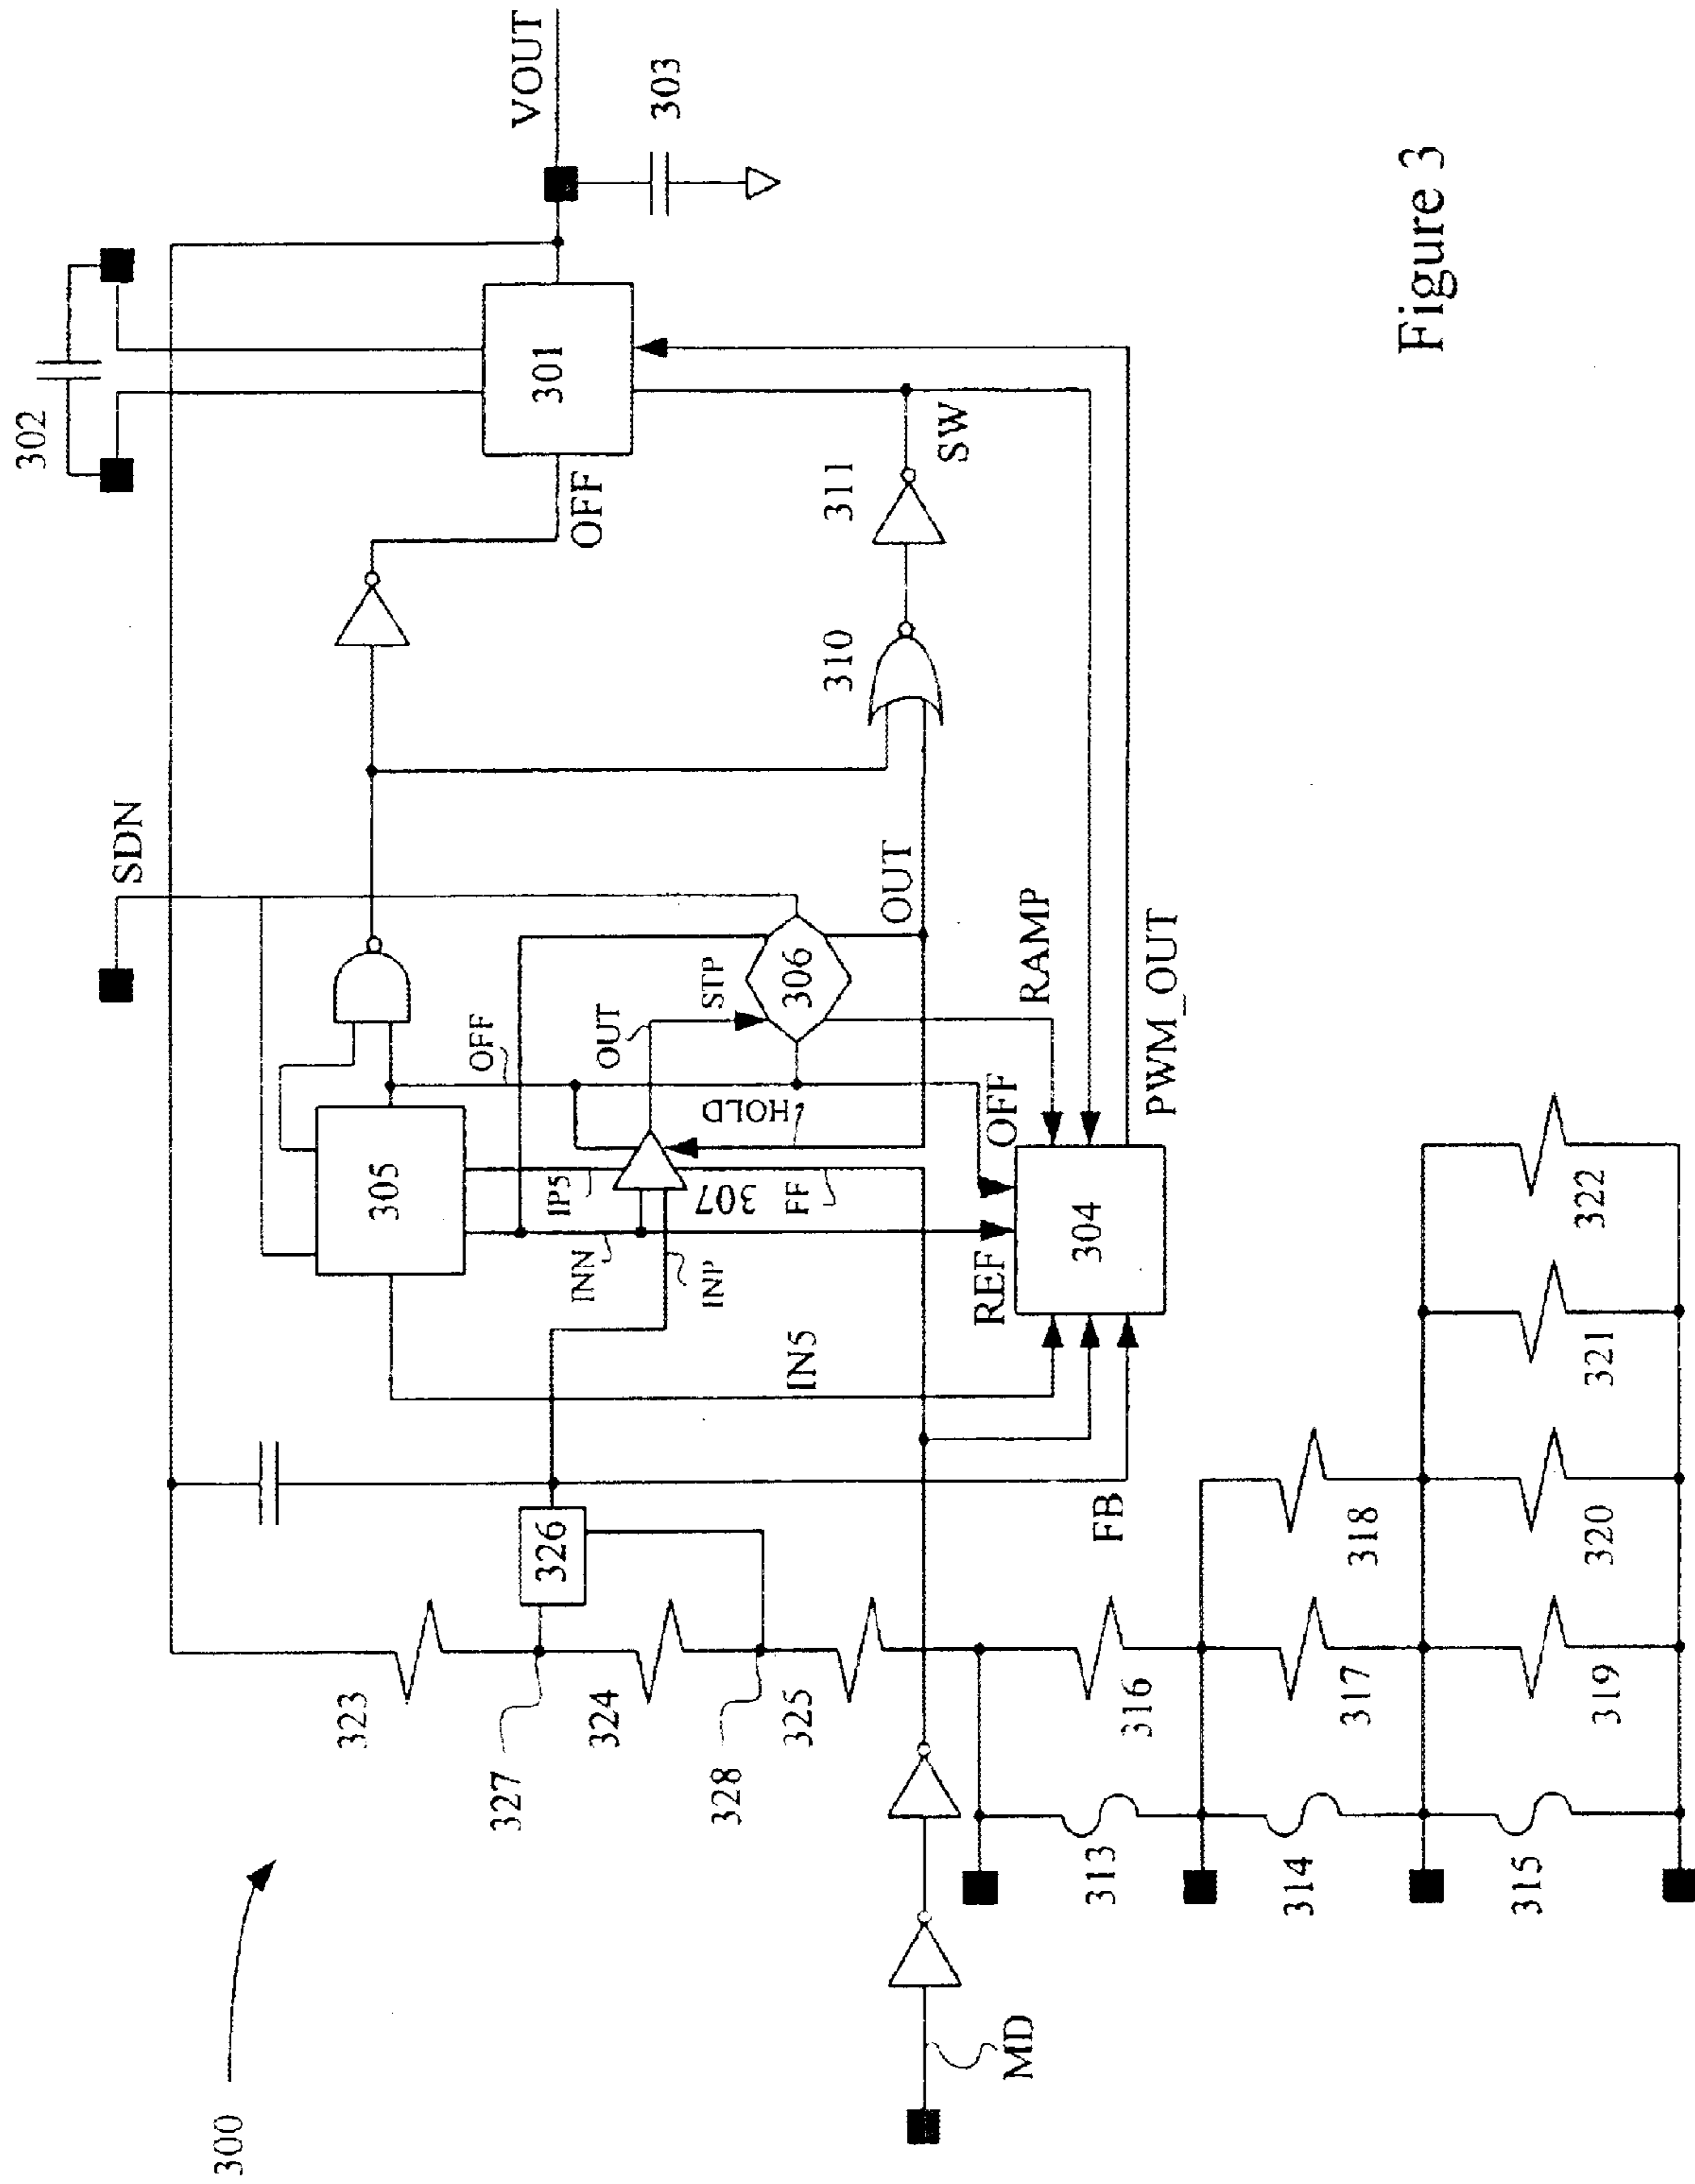 300
302
SDN
VOUT
303
OFF
301
305
OFF
OUT
STP
306
IP5
INN
INP
307
HOLD
FF
OUT
310
311
SW
326
323
327
324
328
325
IN5
REF
OFF
RAMP
304
FB
PWM_OUT
MD
313
314
315
316
317
318
319
320
321
322
Figure 3